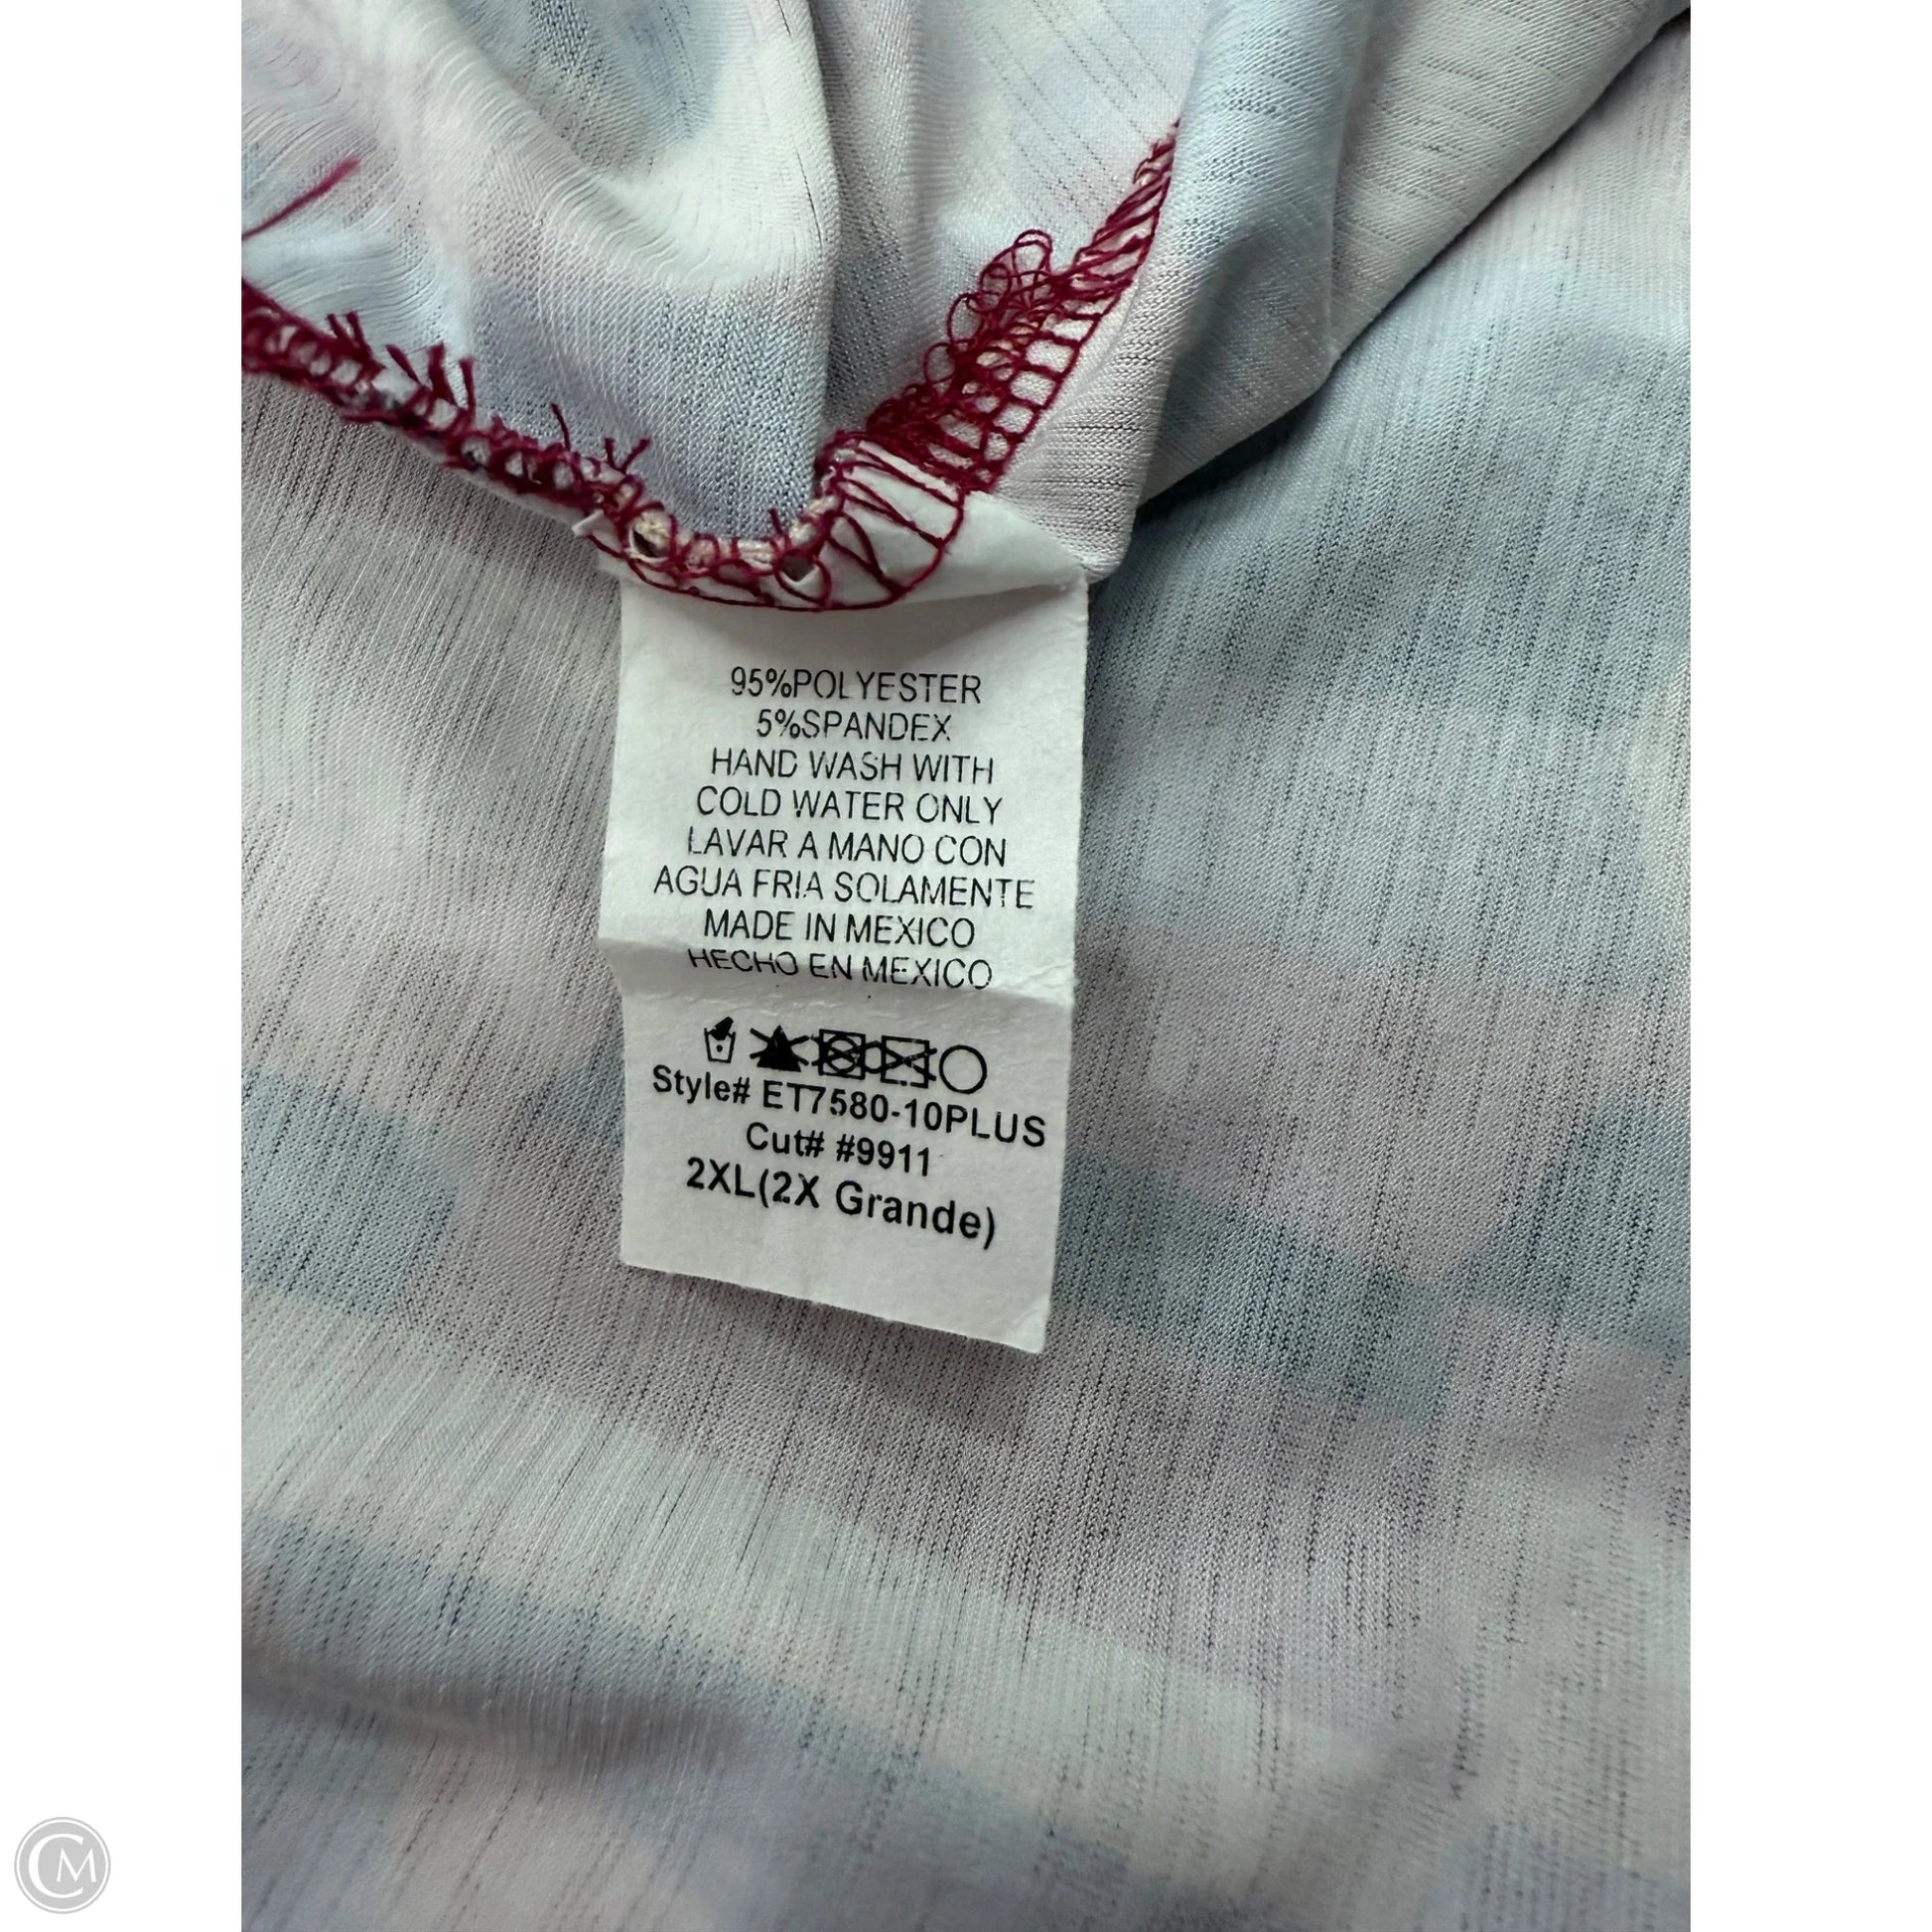 95%POLYESTER
5%SPANDEX
HAND WASH WITH
COLD WATER ONLY
LAVAR A MANO CON
AGUA FRIA SOLAMENTE
MADE IN MEXICO
HECHO EN MEXICO
Style# ET7580-10PLUS
Cut# #9911
2XL(2X Grande)
CM